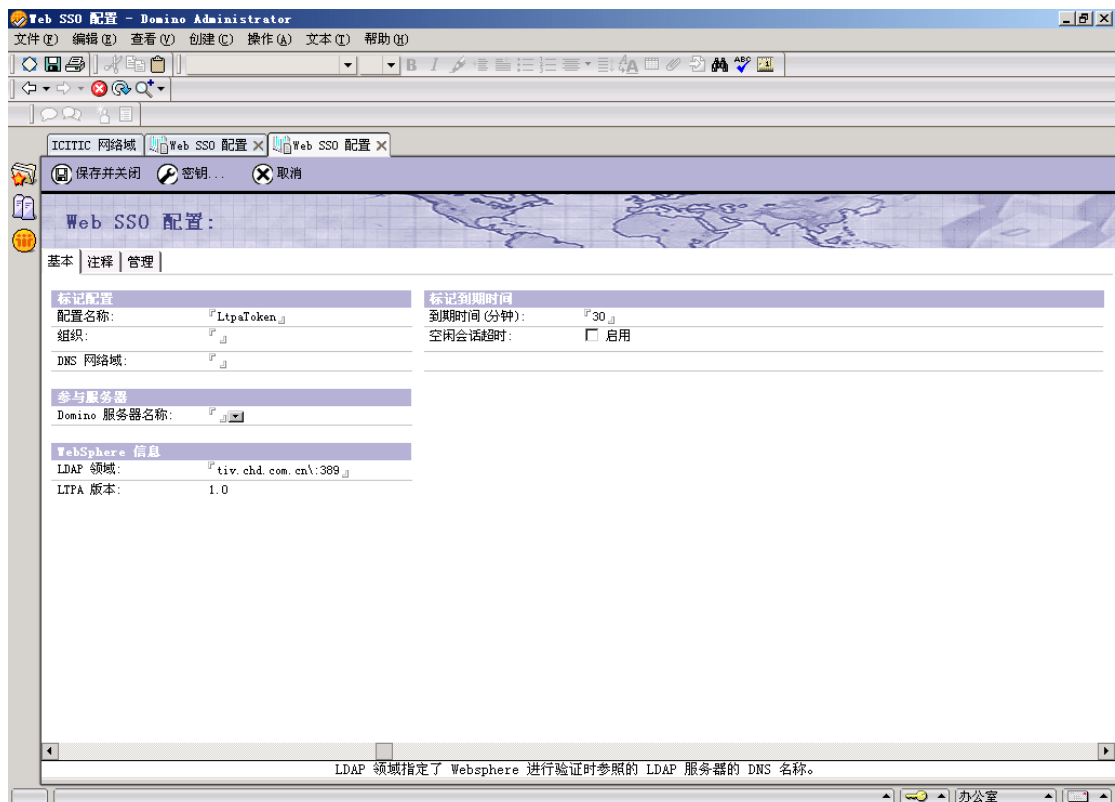 Web SSO 配置 - Domino Administrator
文件(F) 编辑(E) 查看(V) 创建(C) 操作(A) 文本(T) 帮助(H)
ICITIC 网络域 Web SSO 配置 Web SSO 配置
保存并关闭 密钥... 取消
Web SSO 配置:
基本 注释 管理
标记配置 标记到期时间
配置名称: 『LtpaToken』 到期时间(分钟): 『30』
组织: 『』 空闲会话超时: 启用
DNS 网络域: 『』
参与服务器
Domino 服务器名称: 『』
WebSphere 信息
LDAP 领域: 『tiv.chd.com.cn\:389』
LTPA 版本: 1.0
LDAP 领域指定了 Websphere 进行验证时参照的 LDAP 服务器的 DNS 名称。
办公室